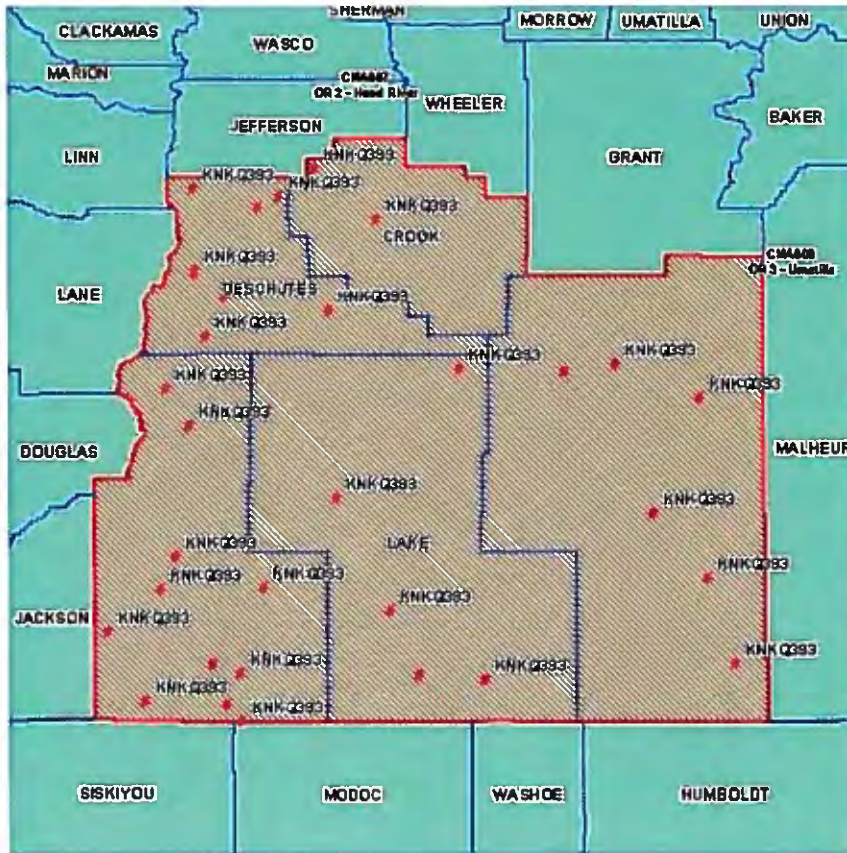 SHERMAN
MORROW
UMATILLA
UNION
CLACKAMAS
WASCO
MARION
CMA607
OR 2 - Hood River
WHEELER
BAKER
JEFFERSON
LINN
GRANT
KNKQ393
KNKQ393
KNKQ393
KNKQ393
CROOK
KNKQ393
CMA608
OR 3 - Umatilla
LANE
DESCHUTES
KNKQ393
KNKQ393
KNKQ393
KNKQ393
KNKQ393
KNKQ393
KNKQ393
DOUGLAS
MALHEUR
KNKQ393
KNKQ393
LAKE
KNKQ393
KNKQ393
KNKQ393
KNKQ393
JACKSON
KNKQ393
KNKQ393
KNKQ393
KNKQ393
KNKQ393
KNKQ393
SISKIYOU
MODOC
WASHOE
HUMBOLDT